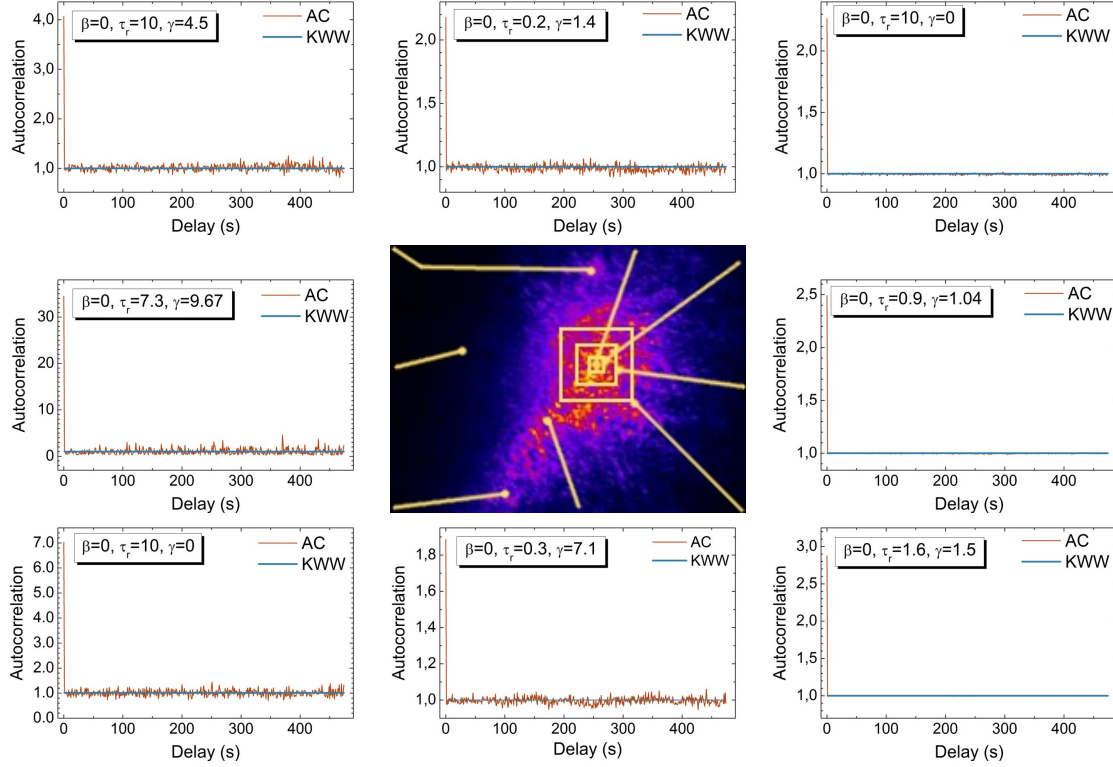 β=0, τr=10, γ=4.5
AC
KWW
4,0
3,0
2,0
1,0
Autocorrelation
0 100 200 300 400
Delay (s)
β=0, τr=0.2, γ=1.4
AC
KWW
2,0
1,5
1,0
Autocorrelation
0 100 200 300 400
Delay (s)
β=0, τr=10, γ=0
AC
KWW
2,0
1,5
1,0
Autocorrelation
0 100 200 300 400
Delay (s)
β=0, τr=7.3, γ=9.67
AC
KWW
30
20
10
0
Autocorrelation
0 100 200 300 400
Delay (s)
β=0, τr=0.9, γ=1.04
AC
KWW
2,5
2,0
1,5
1,0
Autocorrelation
0 100 200 300 400
Delay (s)
β=0, τr=10, γ=0
AC
KWW
7.0
6.0
5.0
4.0
3.0
2.0
1.0
0.0
Autocorrelation
0 100 200 300 400
Delay (s)
β=0, τr=0.3, γ=7.1
AC
KWW
1,8
1,6
1,4
1,2
1,0
Autocorrelation
0 100 200 300 400
Delay (s)
β=0, τr=1.6, γ=1.5
AC
KWW
3,0
2,5
2,0
1,5
1,0
Autocorrelation
0 100 200 300 400
Delay (s)